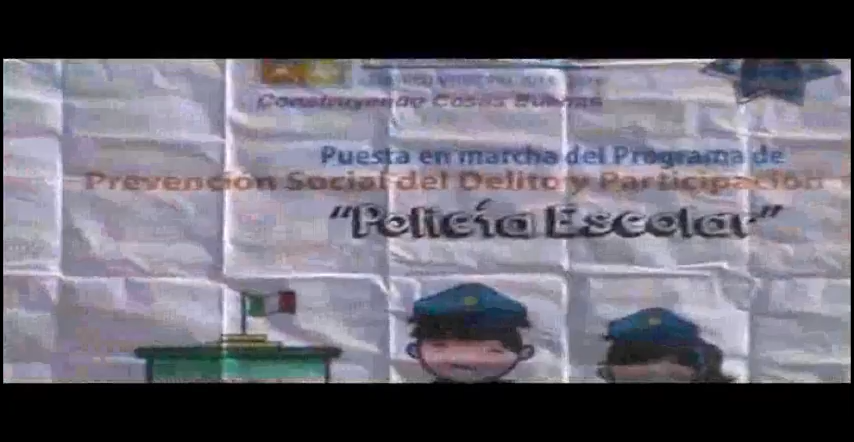 Construyendo Cosas Buenas
Puesta en marcha del Programa de
Prevención Social del Delito y Participación
"Policía Escolar"